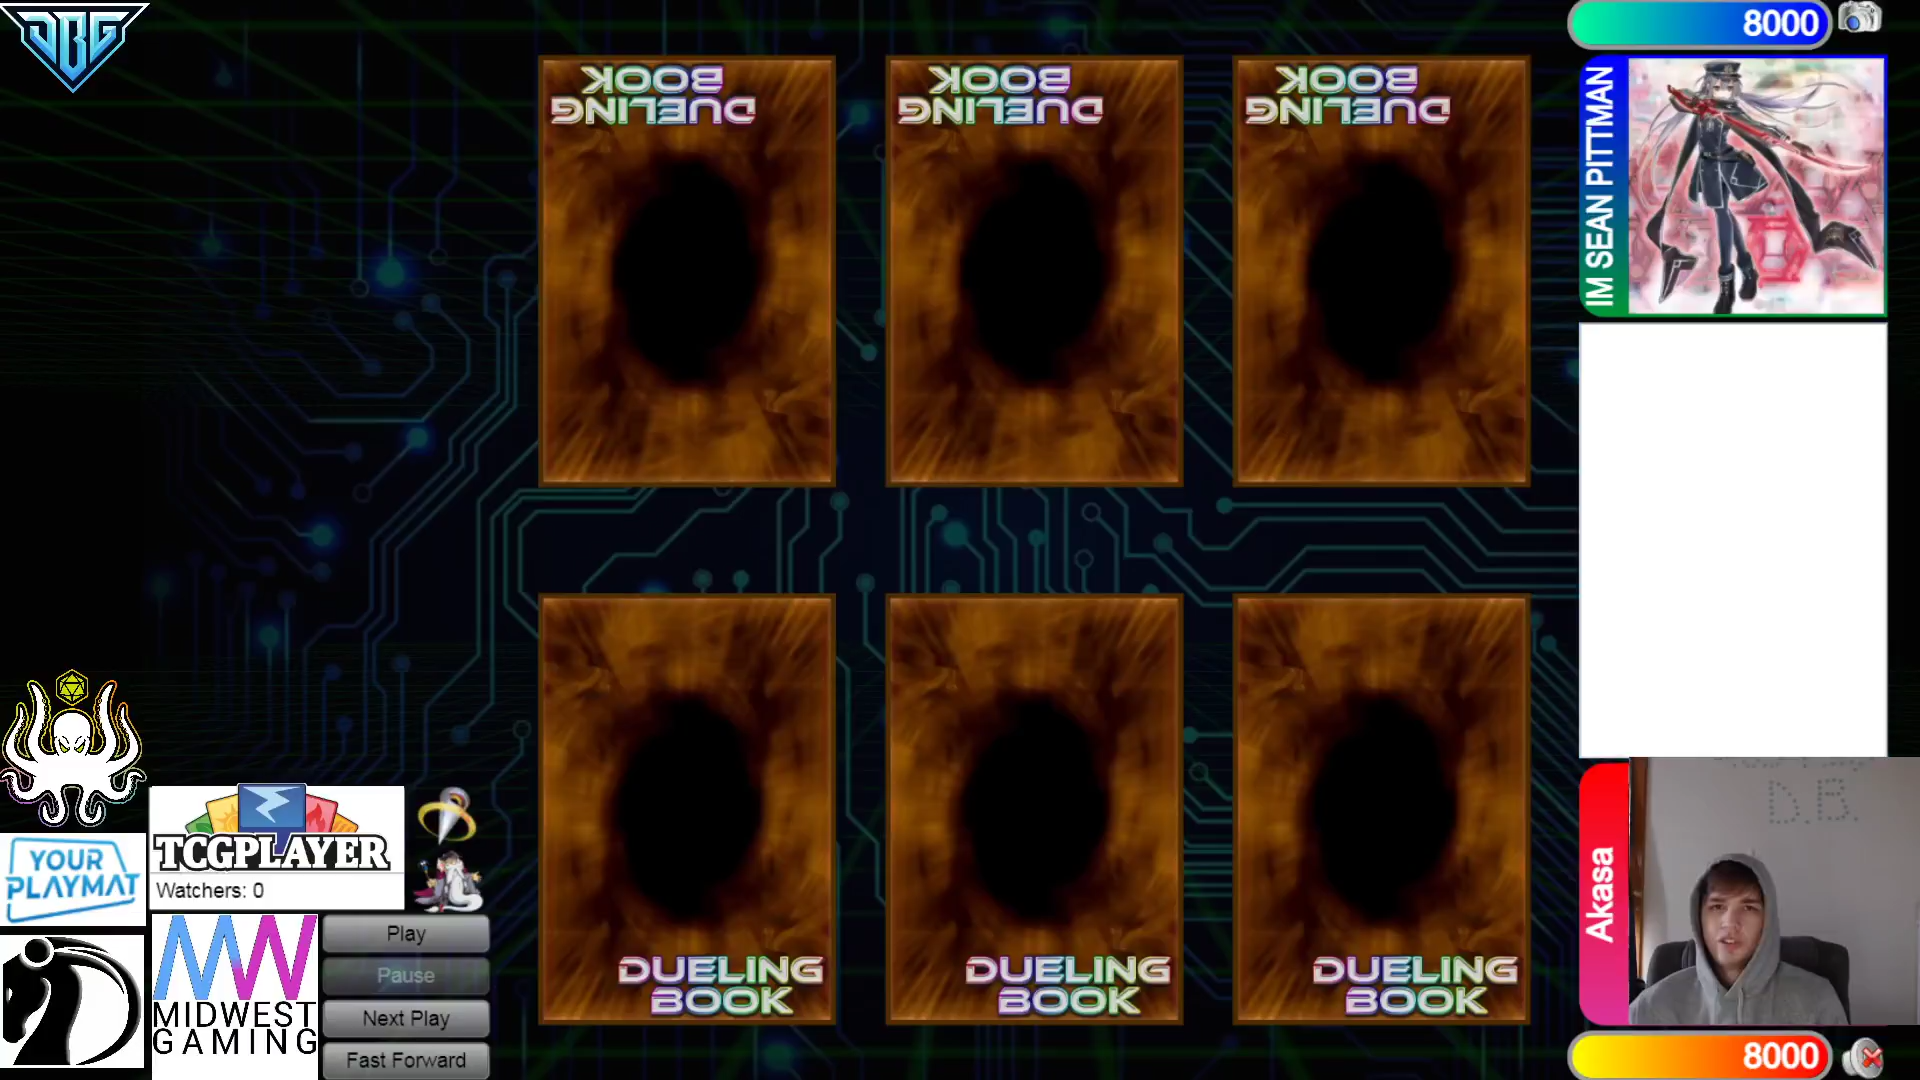 DBG
DUELING
BOOK
DUELING
BOOK
DUELING
BOOK
8000
IM SEAN PITTMAN
DUELING
BOOK
DUELING
BOOK
DUELING
BOOK
YOUR
PLAYMAT
TCGPLAYER
Watchers: 0
MIDWEST
GAMING
Play
Pause
Next Play
Fast Forward
D.B.
Akasa
8000